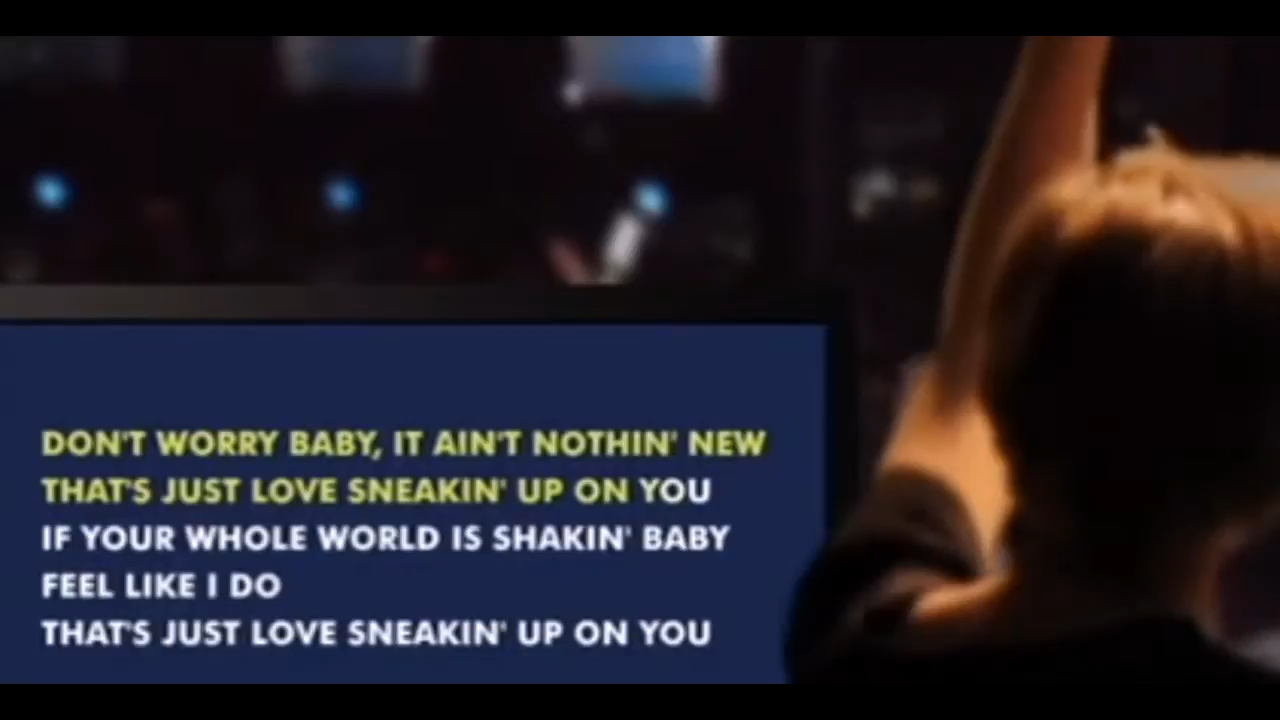 DON'T WORRY BABY, IT AIN'T NOTHIN' NEW
THAT'S JUST LOVE SNEAKIN' UP ON YOU
IF YOUR WHOLE WORLD IS SHAKIN' BABY
FEEL LIKE I DO
THAT'S JUST LOVE SNEAKIN' UP ON YOU